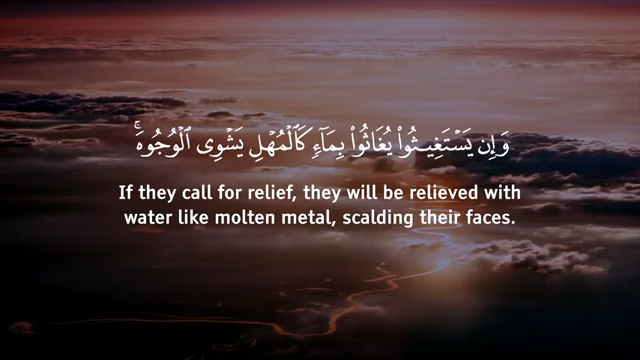 وَإِن يَسۡتَغِيثُواْ يُغَاثُواْ بِمَآءٖ كَٱلۡمُهۡلِ يَشۡوِي ٱلۡوُجُوهَۚ
If they call for relief, they will be relieved with
water like molten metal, scalding their faces.